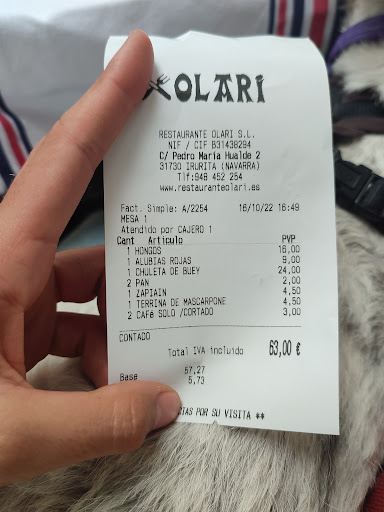 OLARI
RESTAURANTE OLARI S.L.
NIF / CIF B31438294
C/ Pedro Maria Hualde 2
31730 IRURITA (NAVARRA)
Tlf:948 452 254
www.restauranteolari.es
Fact. Simple: A/2254 16/10/22 16:49
MESA 1
Atendido por CAJERO 1
Cant Artículo PVP
1 HONGOS 16,00
1 ALUBIAS ROJAS 9,00
1 CHULETA DE BUEY 24,00
2 PAN 2,00
1 ZAPIAIN 4,50
1 TERRINA DE MASCARPONE 4,50
2 CAFé SOLO /CORTADO 3,00
CONTADO
Total IVA incluido 63,00 €
Base 57,27
5,73
POR SU VISITA **